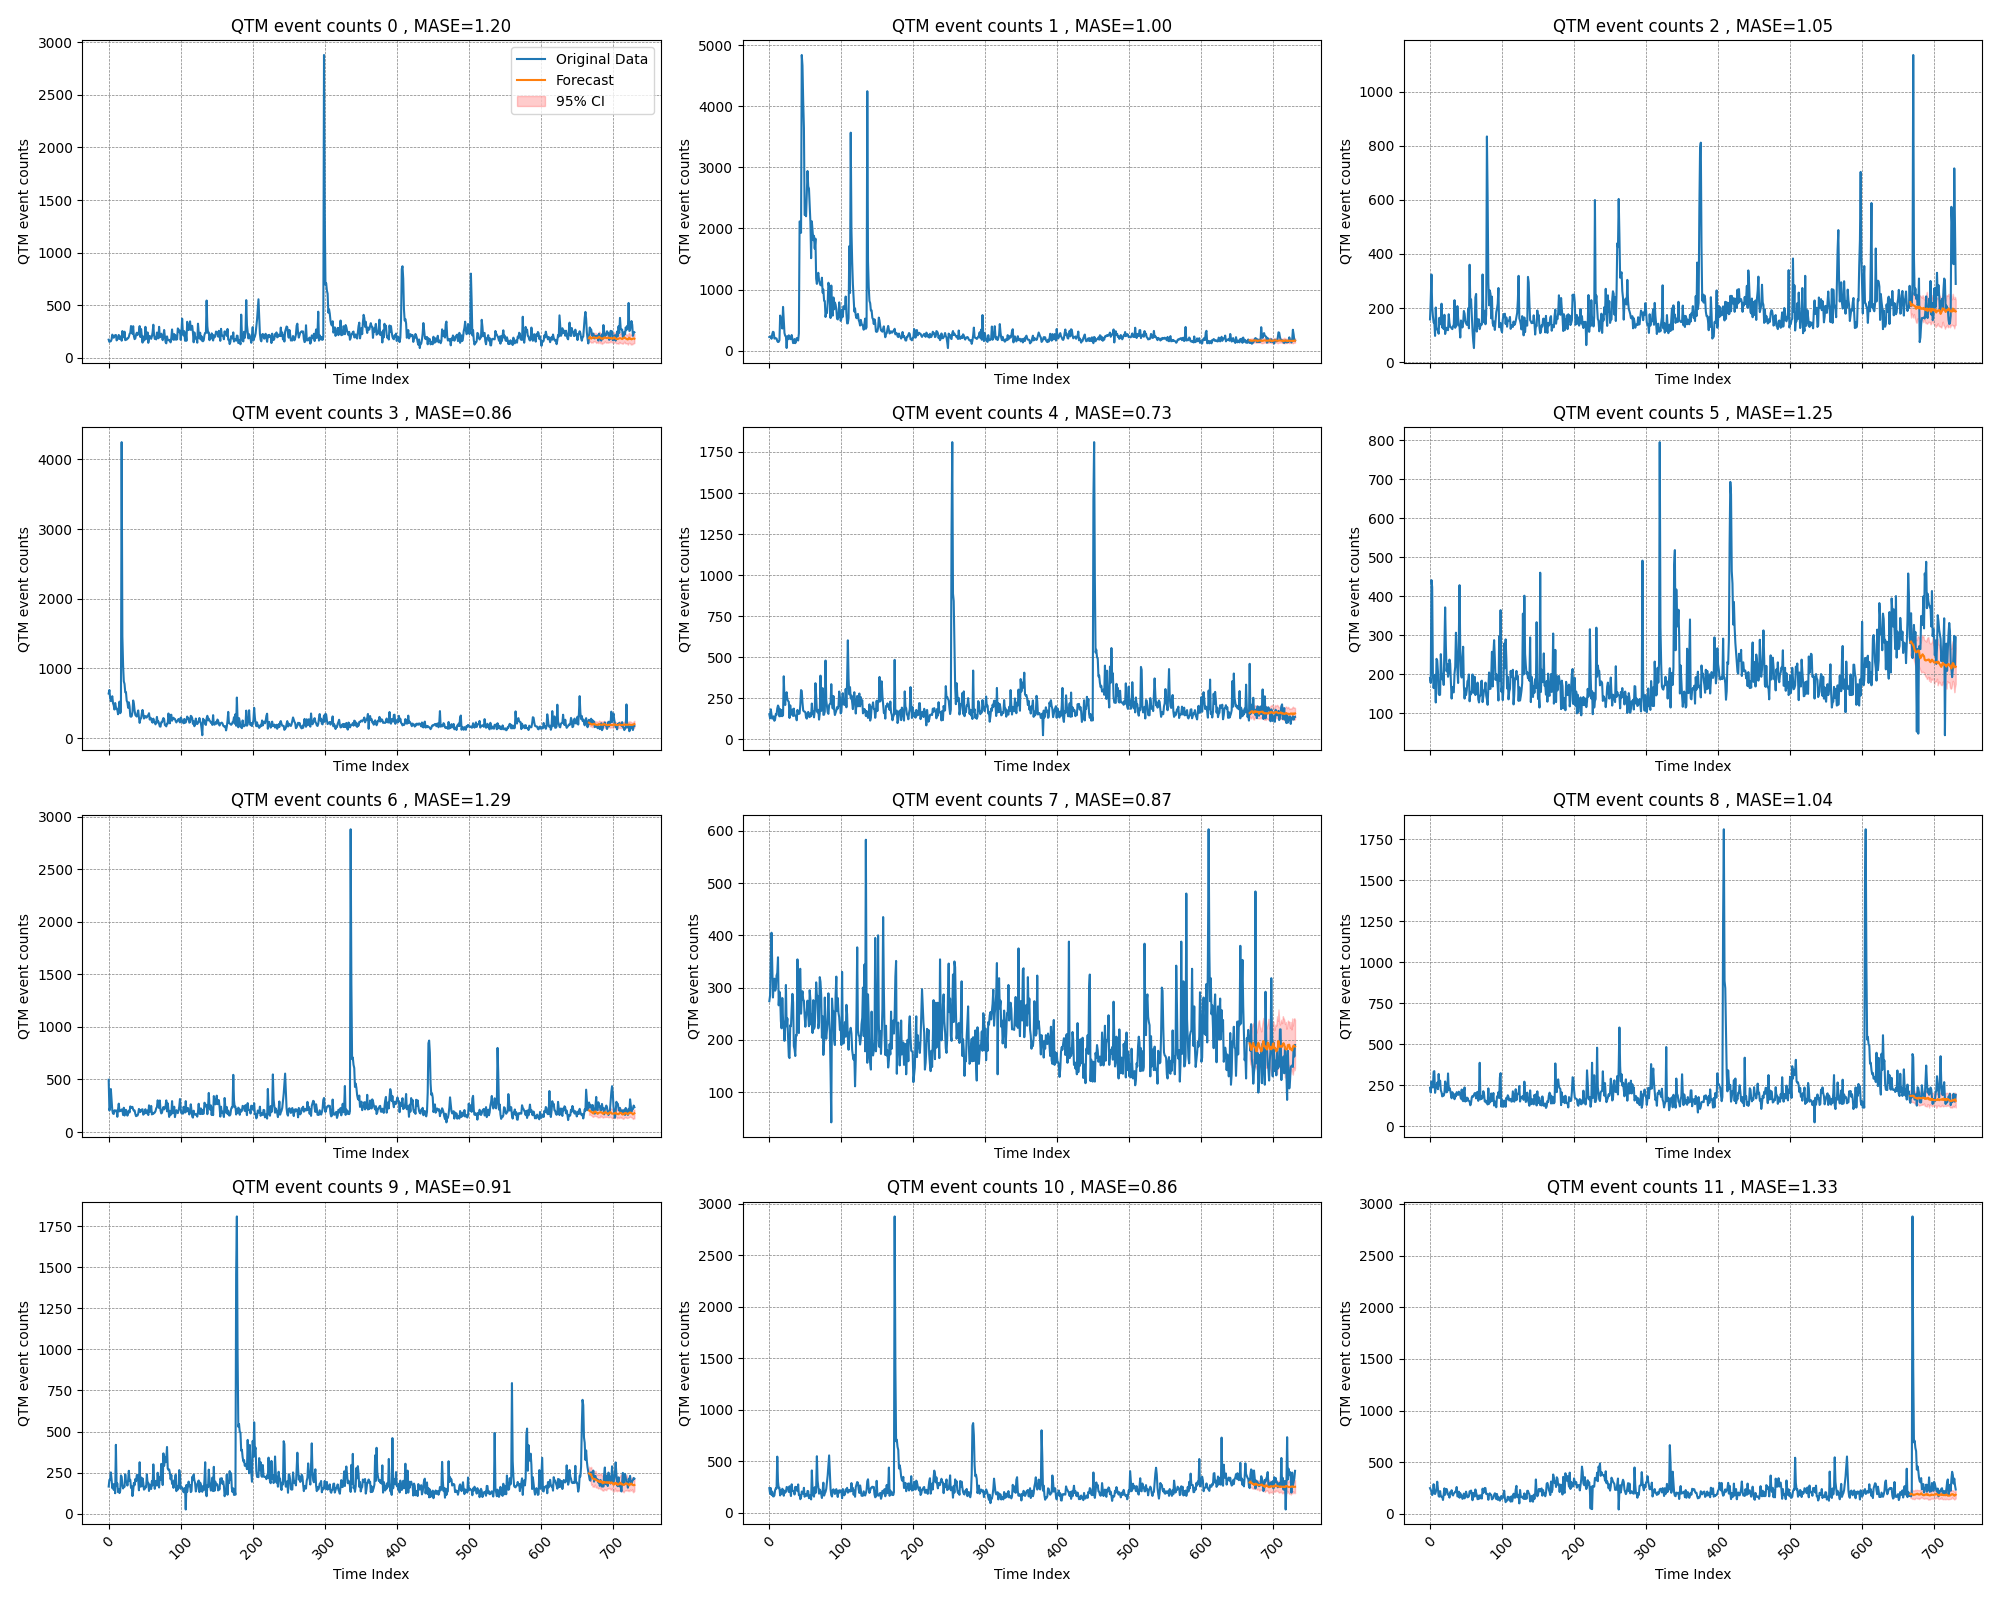 QTM event counts 0 , MASE=1.20
QTM event counts 1 , MASE=1.00
QTM event counts 2 , MASE=1.05
Original Data
Forecast
95% CI
QTM event counts
3000
2500
2000
1500
1000
500
0
Time Index
QTM event counts
5000
4000
3000
2000
1000
0
Time Index
QTM event counts
1000
800
600
400
200
0
Time Index
QTM event counts 3 , MASE=0.86
QTM event counts 4 , MASE=0.73
QTM event counts 5 , MASE=1.25
QTM event counts
4000
3000
2000
1000
0
Time Index
QTM event counts
1750
1500
1250
1000
750
500
250
0
Time Index
QTM event counts
800
700
600
500
400
300
200
100
Time Index
QTM event counts 6 , MASE=1.29
QTM event counts 7 , MASE=0.87
QTM event counts 8 , MASE=1.04
QTM event counts
3000
2500
2000
1500
1000
500
0
Time Index
QTM event counts
600
500
400
300
200
100
Time Index
QTM event counts
1750
1500
1250
1000
750
500
250
0
Time Index
QTM event counts 9 , MASE=0.91
QTM event counts 10 , MASE=0.86
QTM event counts 11 , MASE=1.33
QTM event counts
1750
1500
1250
1000
750
500
250
0
0 100 200 300 400 500 600 700
Time Index
QTM event counts
3000
2500
2000
1500
1000
500
0
0 100 200 300 400 500 600 700
Time Index
QTM event counts
3000
2500
2000
1500
1000
500
0
0 100 200 300 400 500 600 700
Time Index